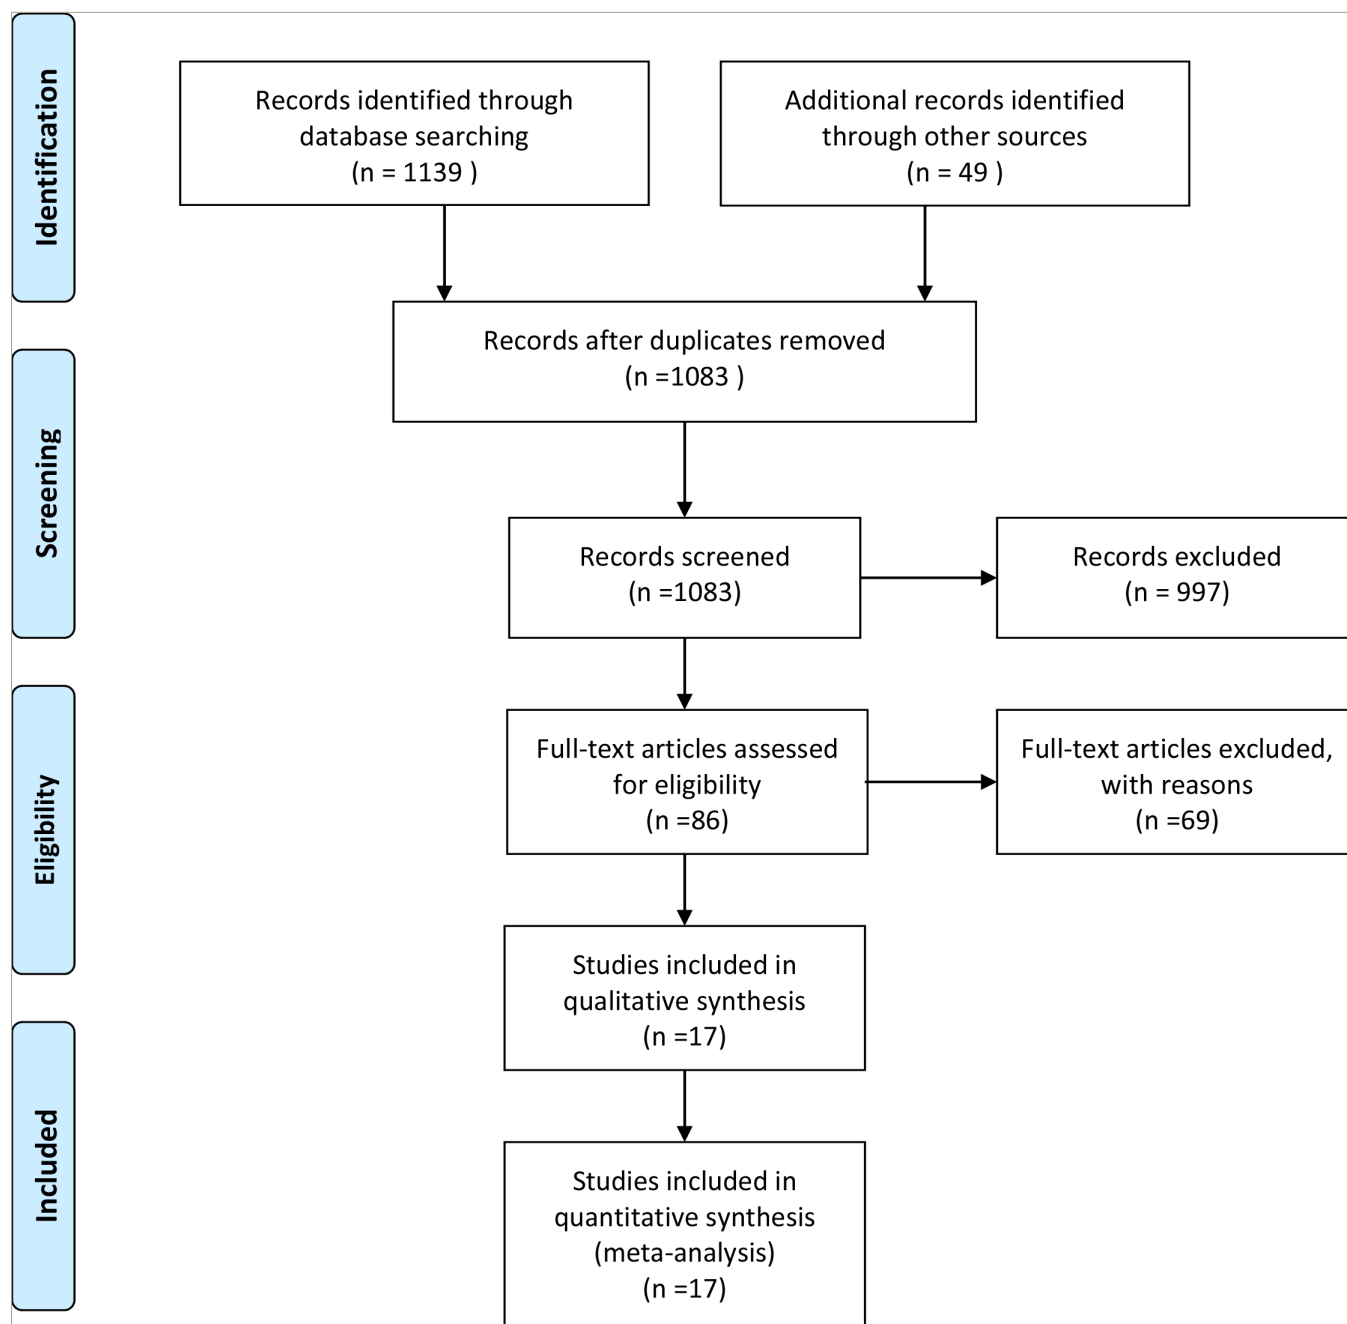 Identification
Records identified through
database searching
(n = 1139 )
Additional records identified
through other sources
(n = 49 )
Records after duplicates removed
(n =1083 )
Screening
Records screened
(n =1083)
Records excluded
(n = 997)
Eligibility
Full-text articles assessed
for eligibility
(n =86)
Full-text articles excluded,
with reasons
(n =69)
Studies included in
qualitative synthesis
(n =17)
Included
Studies included in
quantitative synthesis
(meta-analysis)
(n =17)